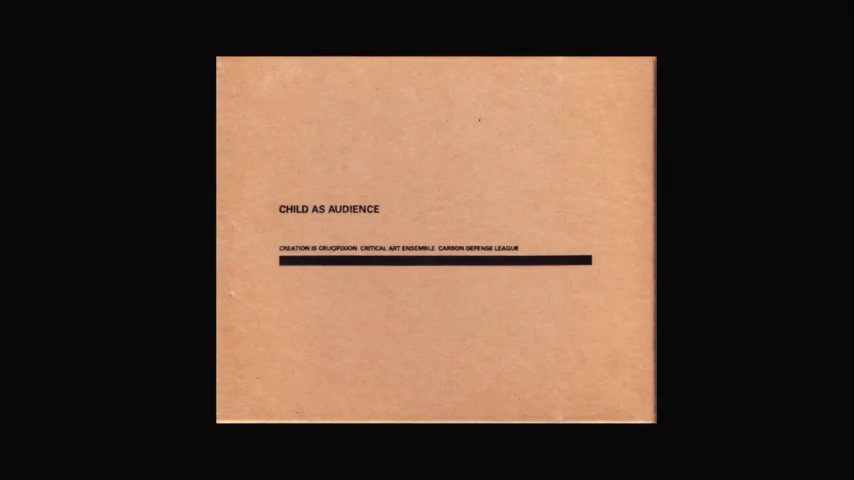 CHILD AS AUDIENCE
CREATION IS CRUCIFIXION CRITICAL ART ENSEMBLE CARBON DEFENSE LEAGUE